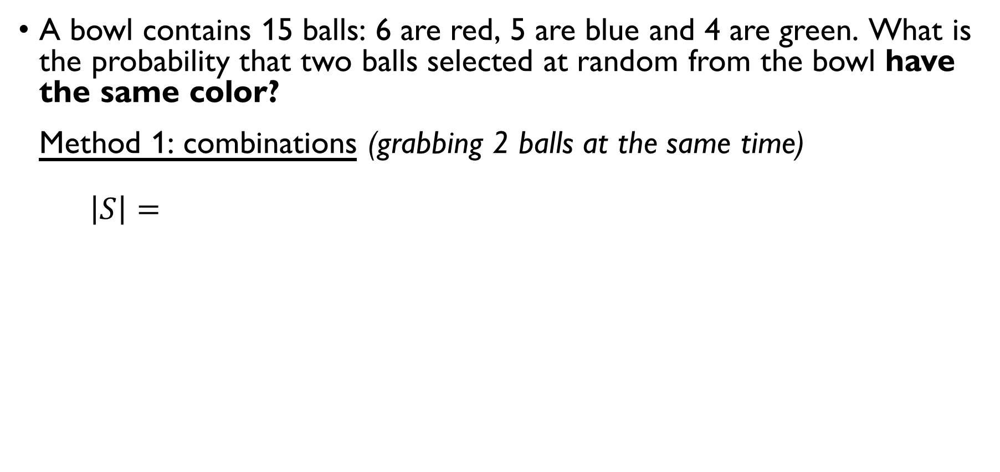 • A bowl contains 15 balls: 6 are red, 5 are blue and 4 are green. What is
the probability that two balls selected at random from the bowl have
the same color?
Method 1: combinations (grabbing 2 balls at the same time)
|S| =